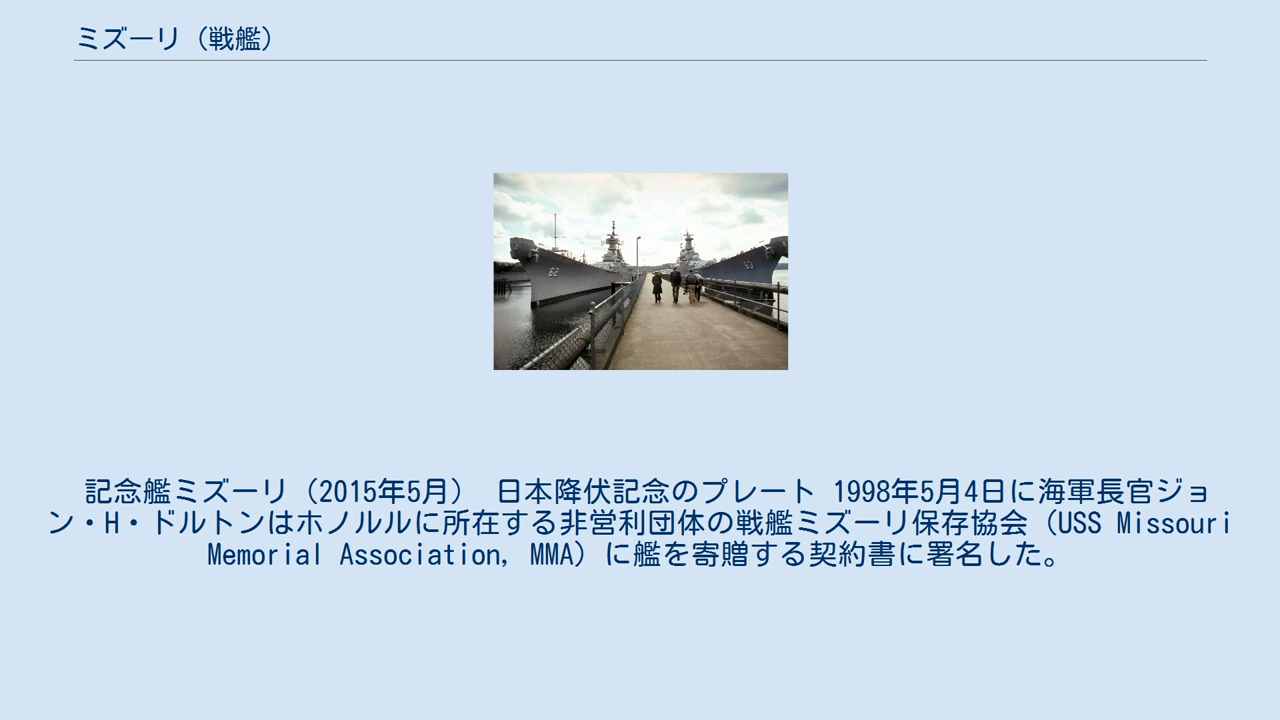 ミズーリ（戦艦）
62
63
記念艦ミズーリ（2015年5月） 日本降伏記念のプレート 1998年5月4日に海軍長官ジョ
ン・H・ドルトンはホノルルに所在する非営利団体の戦艦ミズーリ保存協会（USS Missouri
Memorial Association, MMA）に艦を寄贈する契約書に署名した。